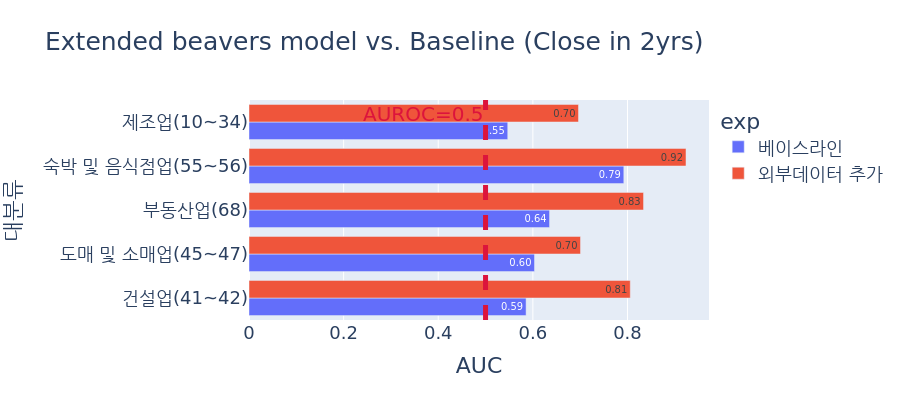 Extended beavers model vs. Baseline (Close in 2yrs)
대분류
제조업(10~34)
AUROC=0.5
0.70
.55
숙박 및 음식점업(55~56)
0.92
0.79
부동산업(68)
0.83
0.64
도매 및 소매업(45~47)
0.70
0.60
건설업(41~42)
0.81
0.59
0 0.2 0.4 0.6 0.8
AUC
exp
베이스라인
외부데이터 추가